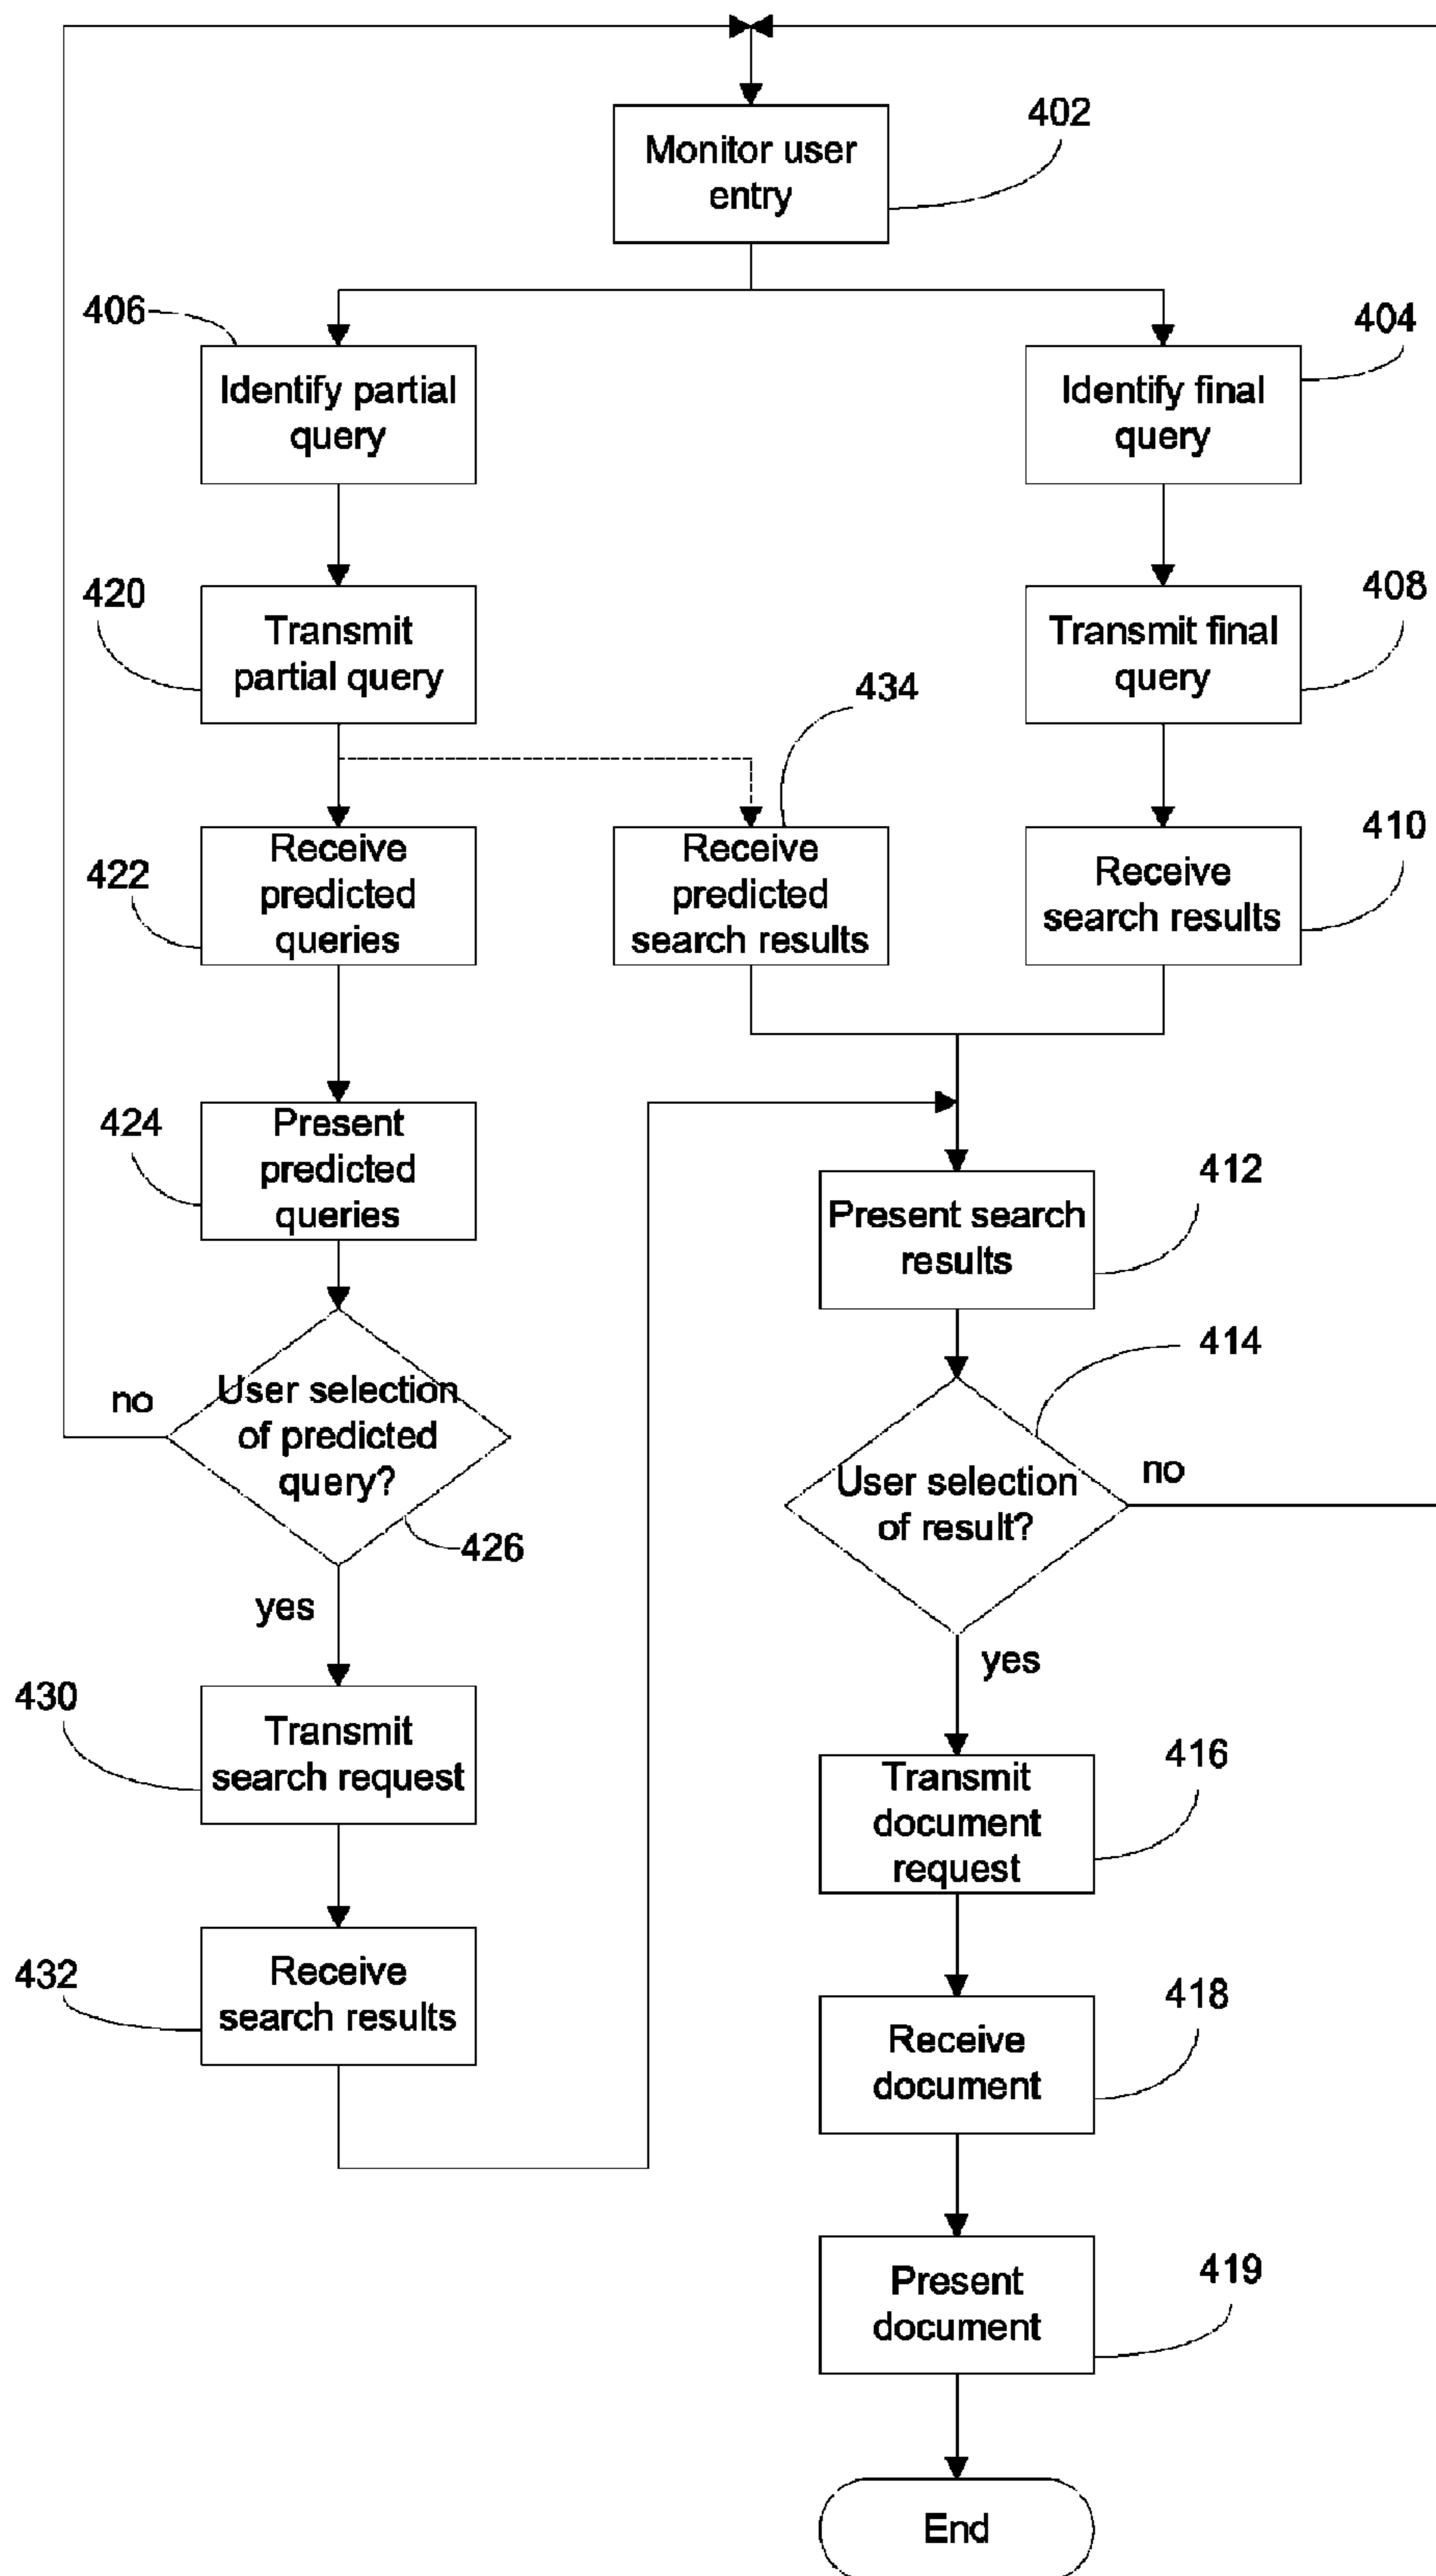 402
Monitor user
entry
406
404
Identify partial
query
Identify final
query
420
408
Transmit
partial query
Transmit final
query
434
422
410
Receive
predicted
queries
Receive
predicted
search results
Receive
search results
424
Present
predicted
queries
412
Present search
results
414
no
User selection
of predicted
query?
426
no
User selection
of result?
yes
yes
430
Transmit
search request
416
Transmit
document
request
432
Receive
search results
418
Receive
document
419
Present
document
End